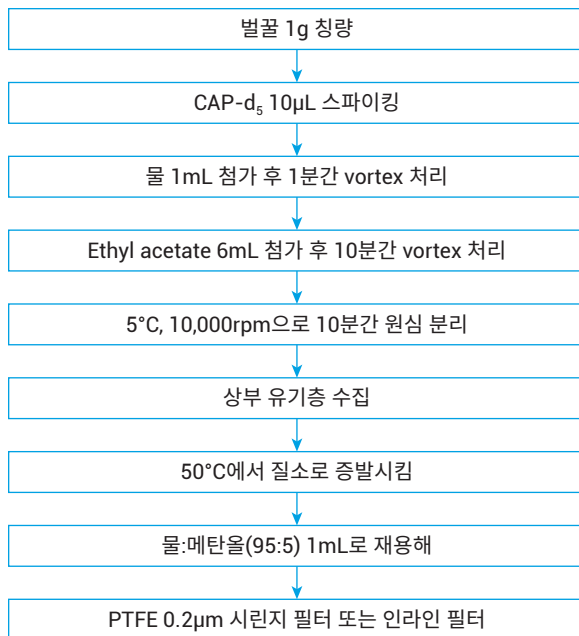 벌꿀 1g 칭량
CAP-d₅ 10µL 스파이킹
물 1mL 첨가 후 1분간 vortex 처리
Ethyl acetate 6mL 첨가 후 10분간 vortex 처리
5°C, 10,000rpm으로 10분간 원심 분리
상부 유기층 수집
50°C에서 질소로 증발시킴
물:메탄올(95:5) 1mL로 재용해
PTFE 0.2µm 시린지 필터 또는 인라인 필터